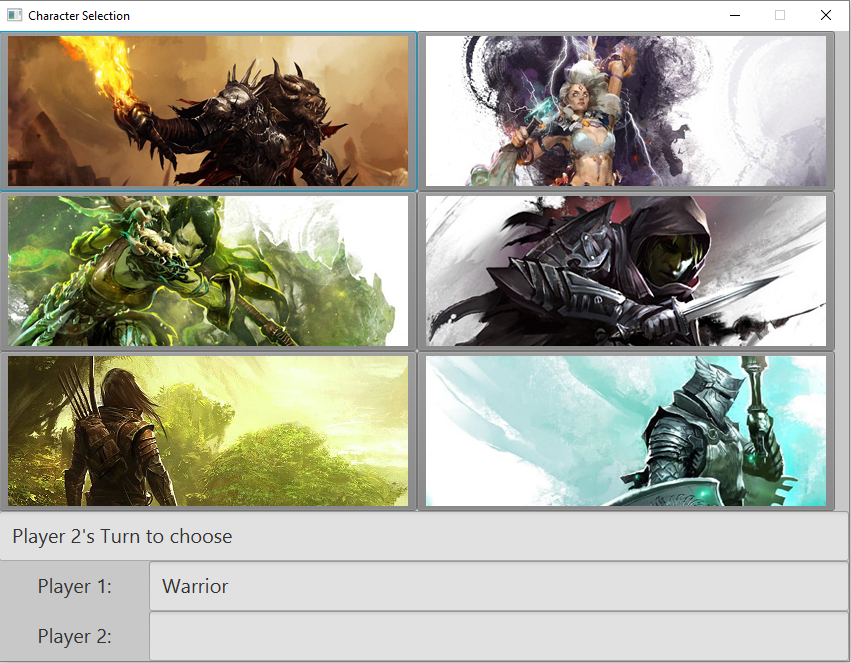 Character Selection
Player 2's Turn to choose
Player 1:
Warrior
Player 2: